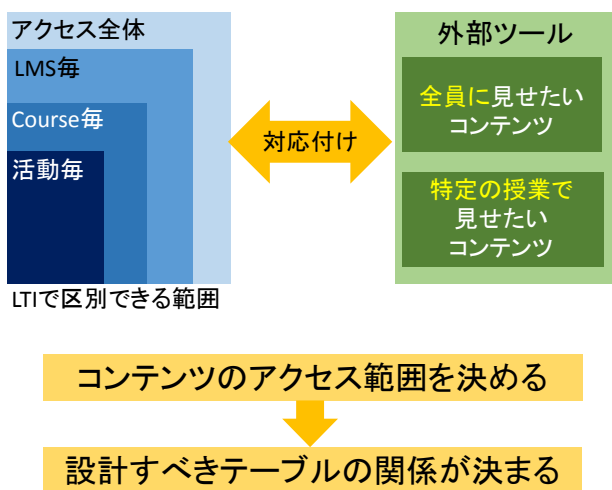 アクセス全体
LMS毎
Course毎
活動毎
LTIで区別できる範囲
対応付け
外部ツール
全員に見せたい
コンテンツ
特定の授業で
見せたい
コンテンツ
コンテンツのアクセス範囲を決める
設計すべきテーブルの関係が決まる